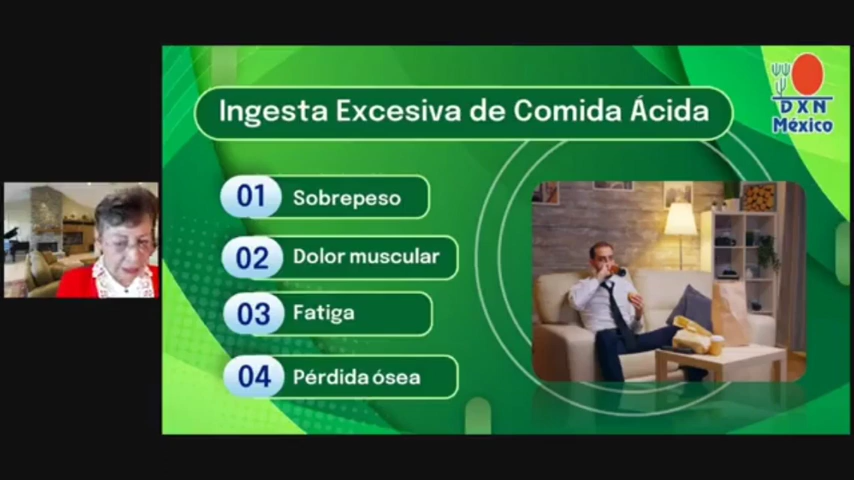 Ingesta Excesiva de Comida Ácida
DXN
México
01 Sobrepeso
02 Dolor muscular
03 Fatiga
04 Pérdida ósea